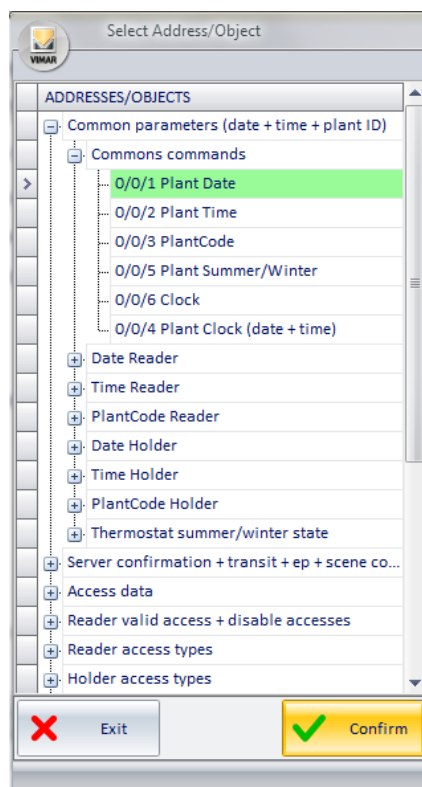 Select Address/Object
VIMAR
ADDRESSES/OBJECTS
Common parameters (date + time + plant ID)
Commons commands
0/0/1 Plant Date
0/0/2 Plant Time
0/0/3 PlantCode
0/0/5 Plant Summer/Winter
0/0/6 Clock
0/0/4 Plant Clock (date + time)
Date Reader
Time Reader
PlantCode Reader
Date Holder
Time Holder
PlantCode Holder
Thermostat summer/winter state
Server confirmation + transit + ep + scene co...
Access data
Reader valid access + disable accesses
Reader access types
Holder access types
Exit Confirm